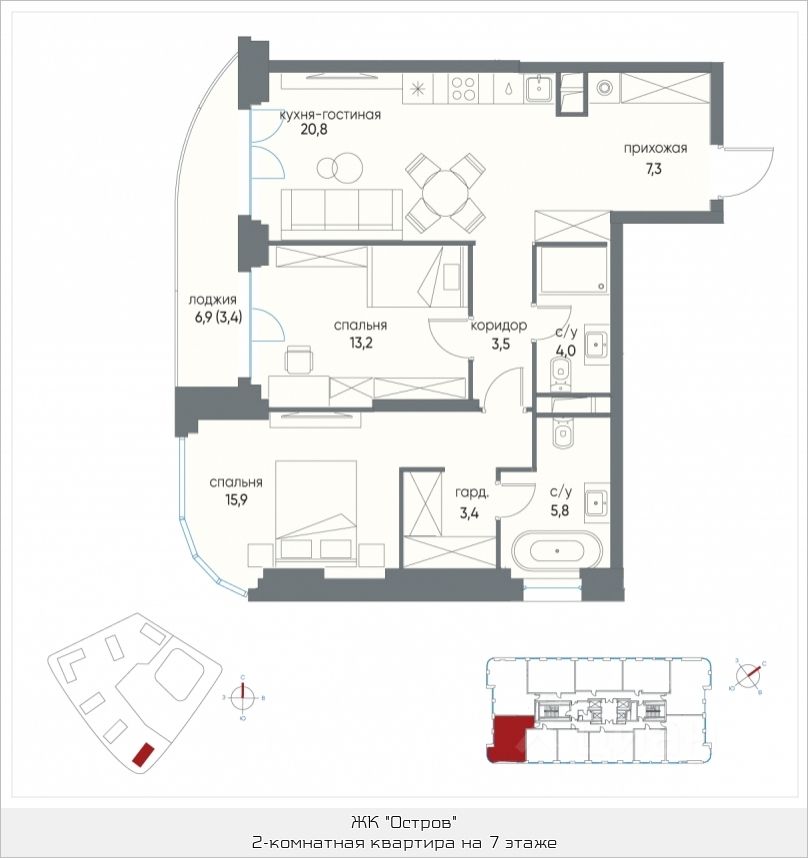 кухня-гостиная
20,8
прихожая
7,3
лоджия
6,9 (3,4)
спальня
13,2
коридор
3,5
с/у
4,0
спальня
15,9
гард.
3,4
с/у
5,8
С
З
В
Ю
З
С
Ю
В
ЖК "Остров"
2-комнатная квартира на 7 этаже